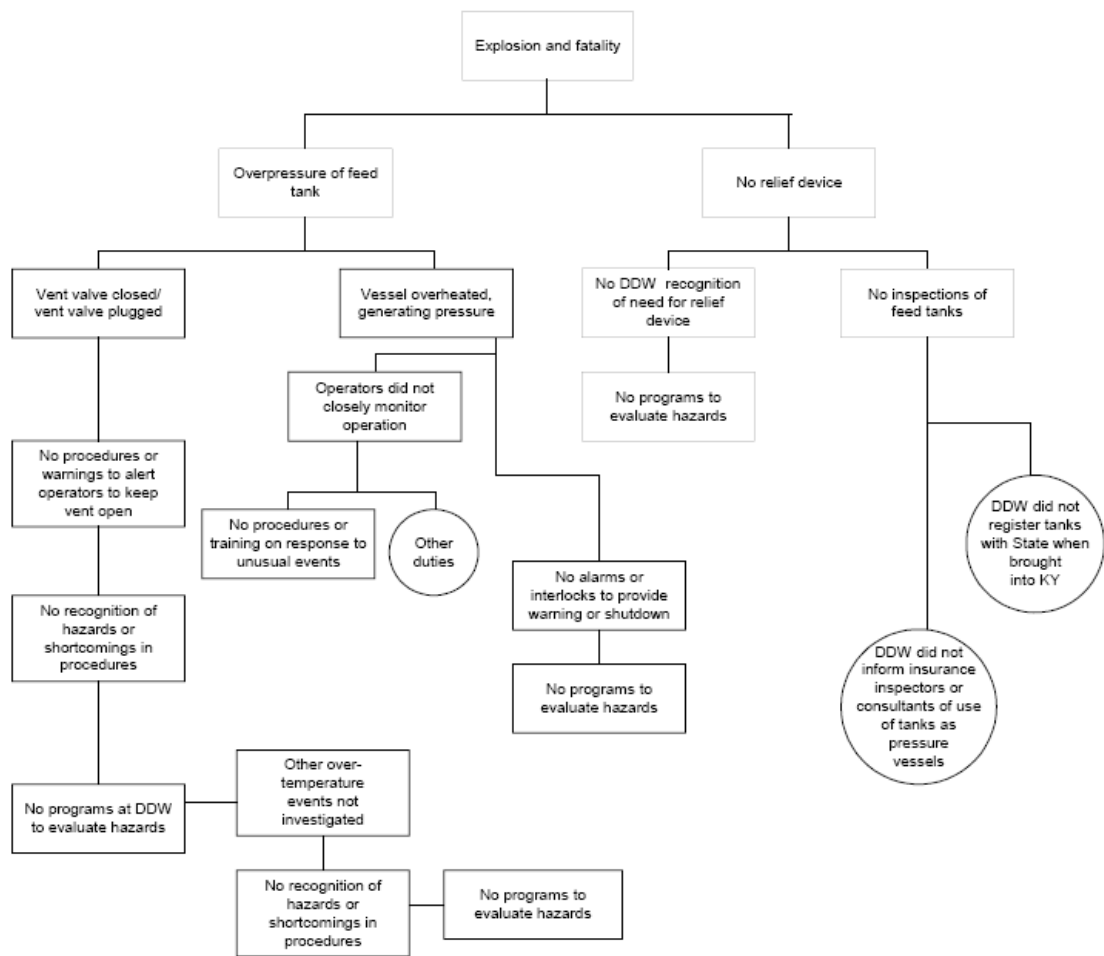 Explosion and fatality
Overpressure of feed
tank
No relief device
Vent valve closed/
vent valve plugged
Vessel overheated,
generating pressure
No DDW recognition
of need for relief
device
No inspections of
feed tanks
Operators did not
closely monitor
operation
No programs to
evaluate hazards
No procedures or
warnings to alert
operators to keep
vent open
No procedures or
training on response to
unusual events
Other
duties
DDW did not
register tanks
with State when
brought
into KY
No alarms or
interlocks to provide
warning or shutdown
No recognition of
hazards or
shortcomings in
procedures
No programs to
evaluate hazards
DDW did not
inform insurance
inspectors or
consultants of use
of tanks as
pressure
vessels
No programs at DDW
to evaluate hazards
Other over-
temperature
events not
investigated
No recognition of
hazards or
shortcomings in
procedures
No programs to
evaluate hazards